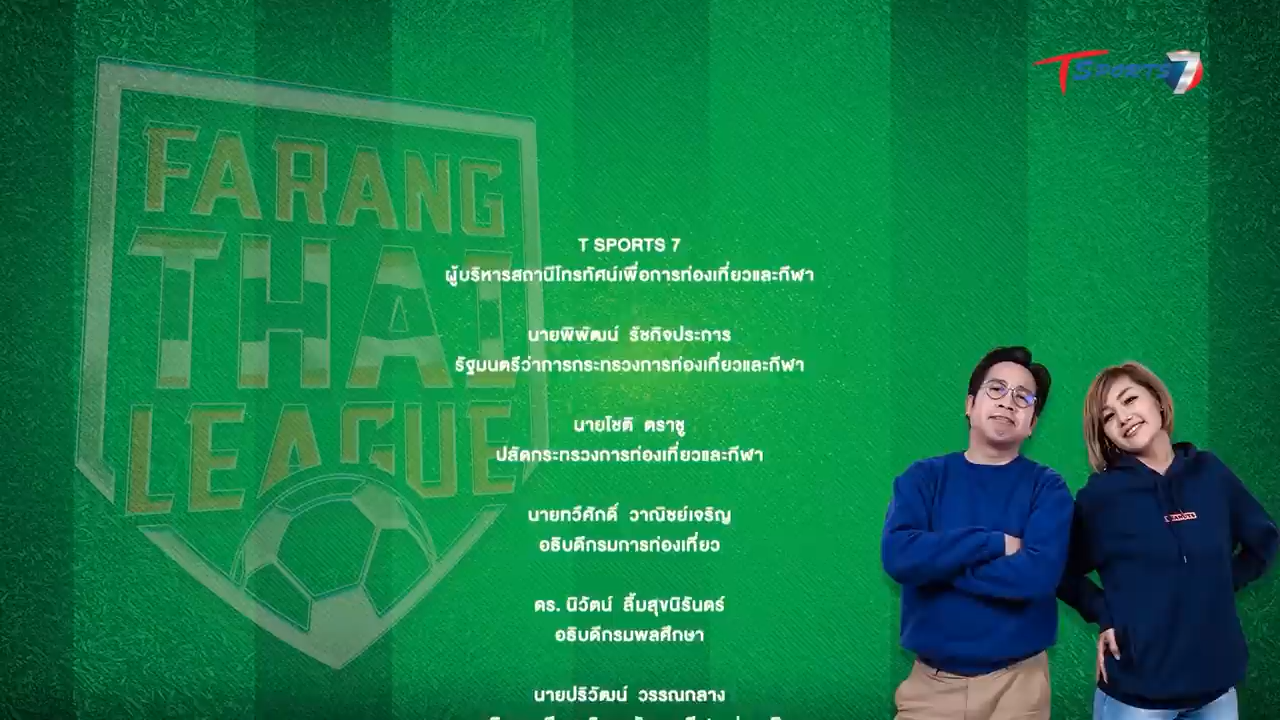 T SPORTS 7
FARANG
THAI
LEAGUE
T SPORTS 7
ผู้บริหารสถานีโทรทัศน์เพื่อการท่องเที่ยวและกีฬา
นายพิพัฒน์ รัชกิจประการ
รัฐมนตรีว่าการกระทรวงการท่องเที่ยวและกีฬา
นายโชติ ตราชู
ปลัดกระทรวงการท่องเที่ยวและกีฬา
นายทวีศักดิ์ วาณิชย์เจริญ
อธิบดีกรมการท่องเที่ยว
ดร. นิวัตน์ ลิ้มสุขนิรันดร์
อธิบดีกรมพลศึกษา
นายปริวัฒน์ วรรณกลาง